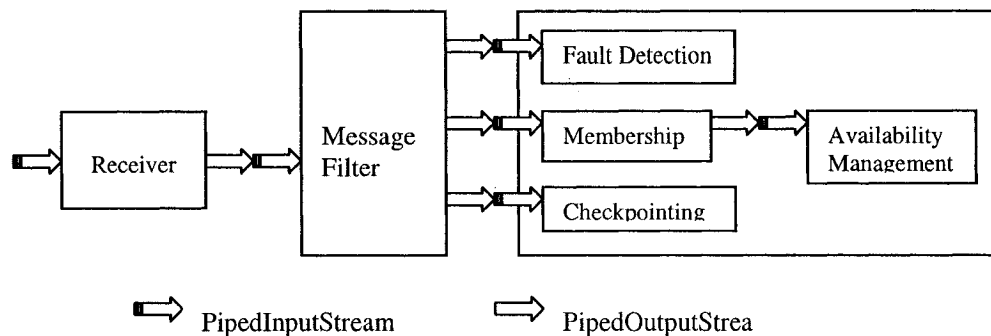 Fault Detection
Message
Filter
Receiver
Membership
Availability
Management
Checkpointing
PipedInputStream
PipedOutputStrea